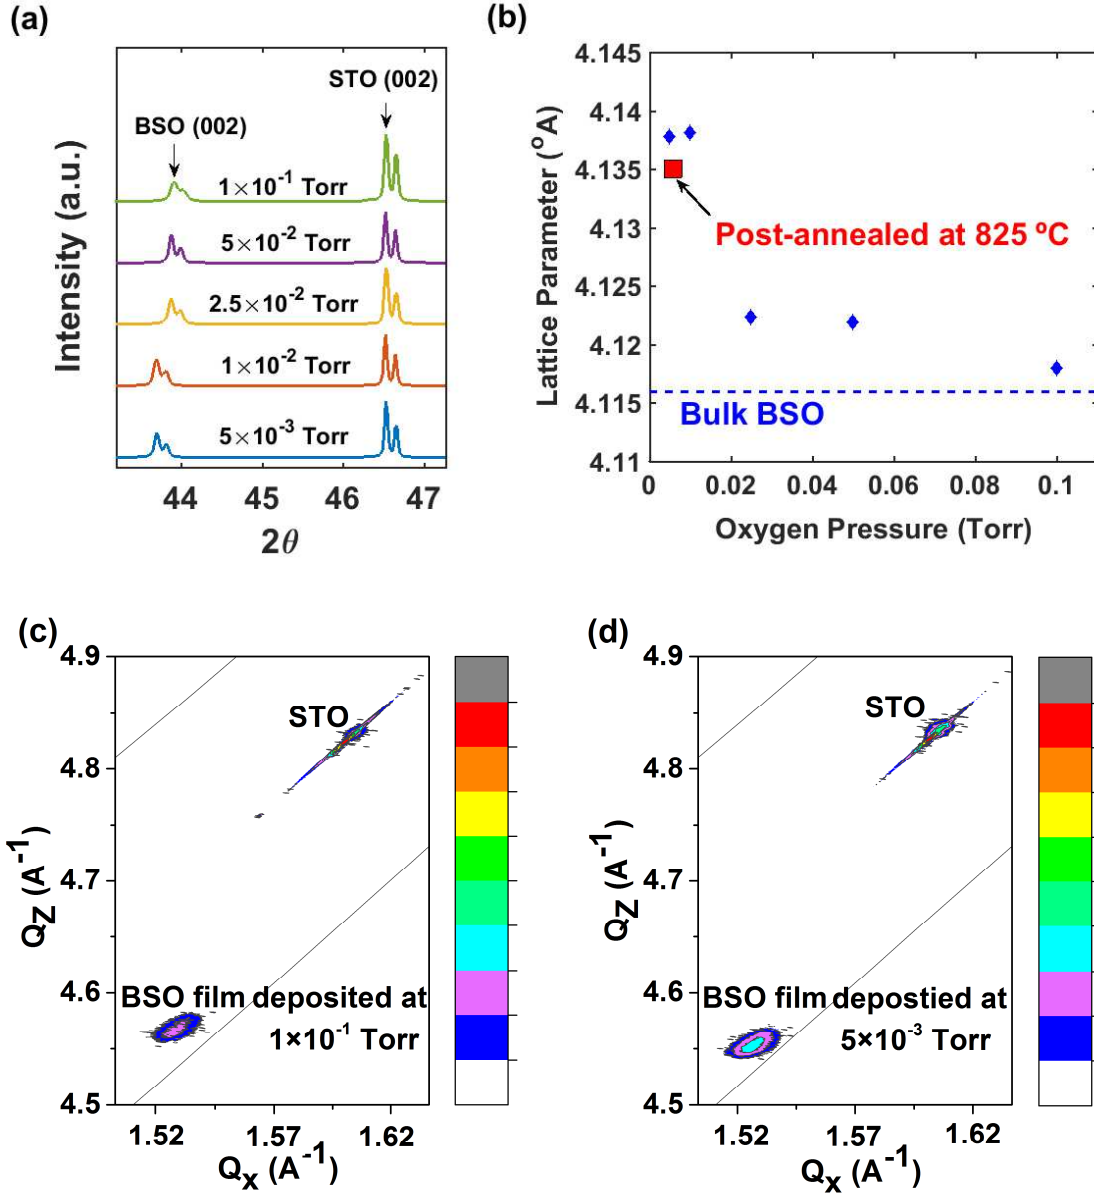 (a)
STO (002)
BSO (002)
1×10⁻¹ Torr
5×10⁻² Torr
2.5×10⁻² Torr
1×10⁻² Torr
5×10⁻³ Torr
Intensity (a.u.)
44 45 46 47
2θ
(b)
4.145
4.14
4.135
4.13
4.125
4.12
4.115
4.11
Lattice Parameter (ºA)
Post-annealed at 825 ºC
Bulk BSO
0 0.02 0.04 0.06 0.08 0.1
Oxygen Pressure (Torr)
(c)
4.9
4.8
4.7
4.6
4.5
Q_Z (A⁻¹)
STO
BSO film deposited at
1×10⁻¹ Torr
1.52 1.57 1.62
Qₓ (A⁻¹)
(d)
4.9
4.8
4.7
4.6
4.5
Q_Z (A⁻¹)
STO
BSO film depostied at
5×10⁻³ Torr
1.52 1.57 1.62
Qₓ (A⁻¹)